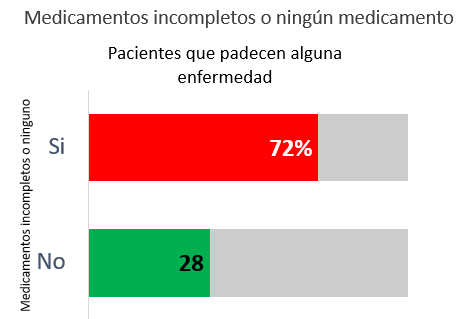 Medicamentos incompletos o ningún medicamento
Pacientes que padecen alguna
enfermedad
Medicamentos incompletos o ninguno
Si
72%
No
28